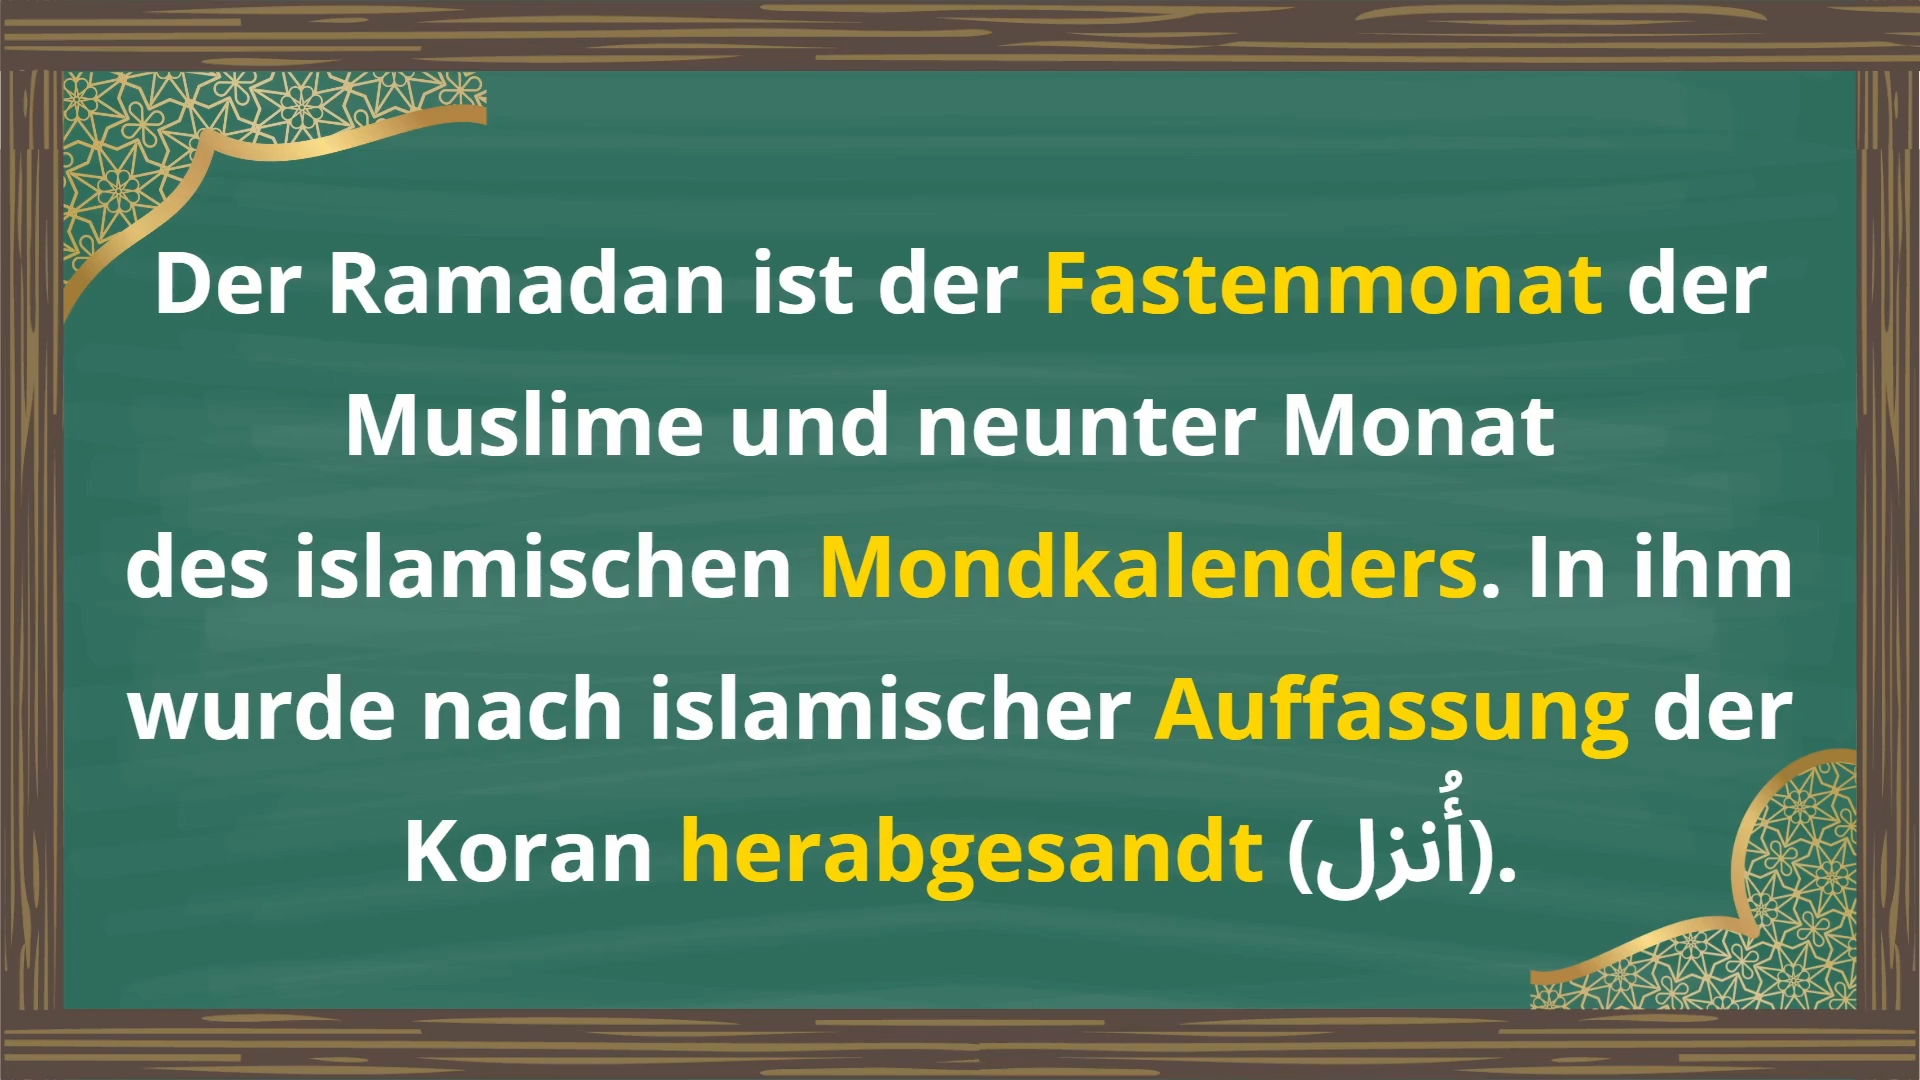 Der Ramadan ist der Fastenmonat der
Muslime und neunter Monat
des islamischen Mondkalenders. In ihm
wurde nach islamischer Auffassung der
Koran herabgesandt (أُنزل).